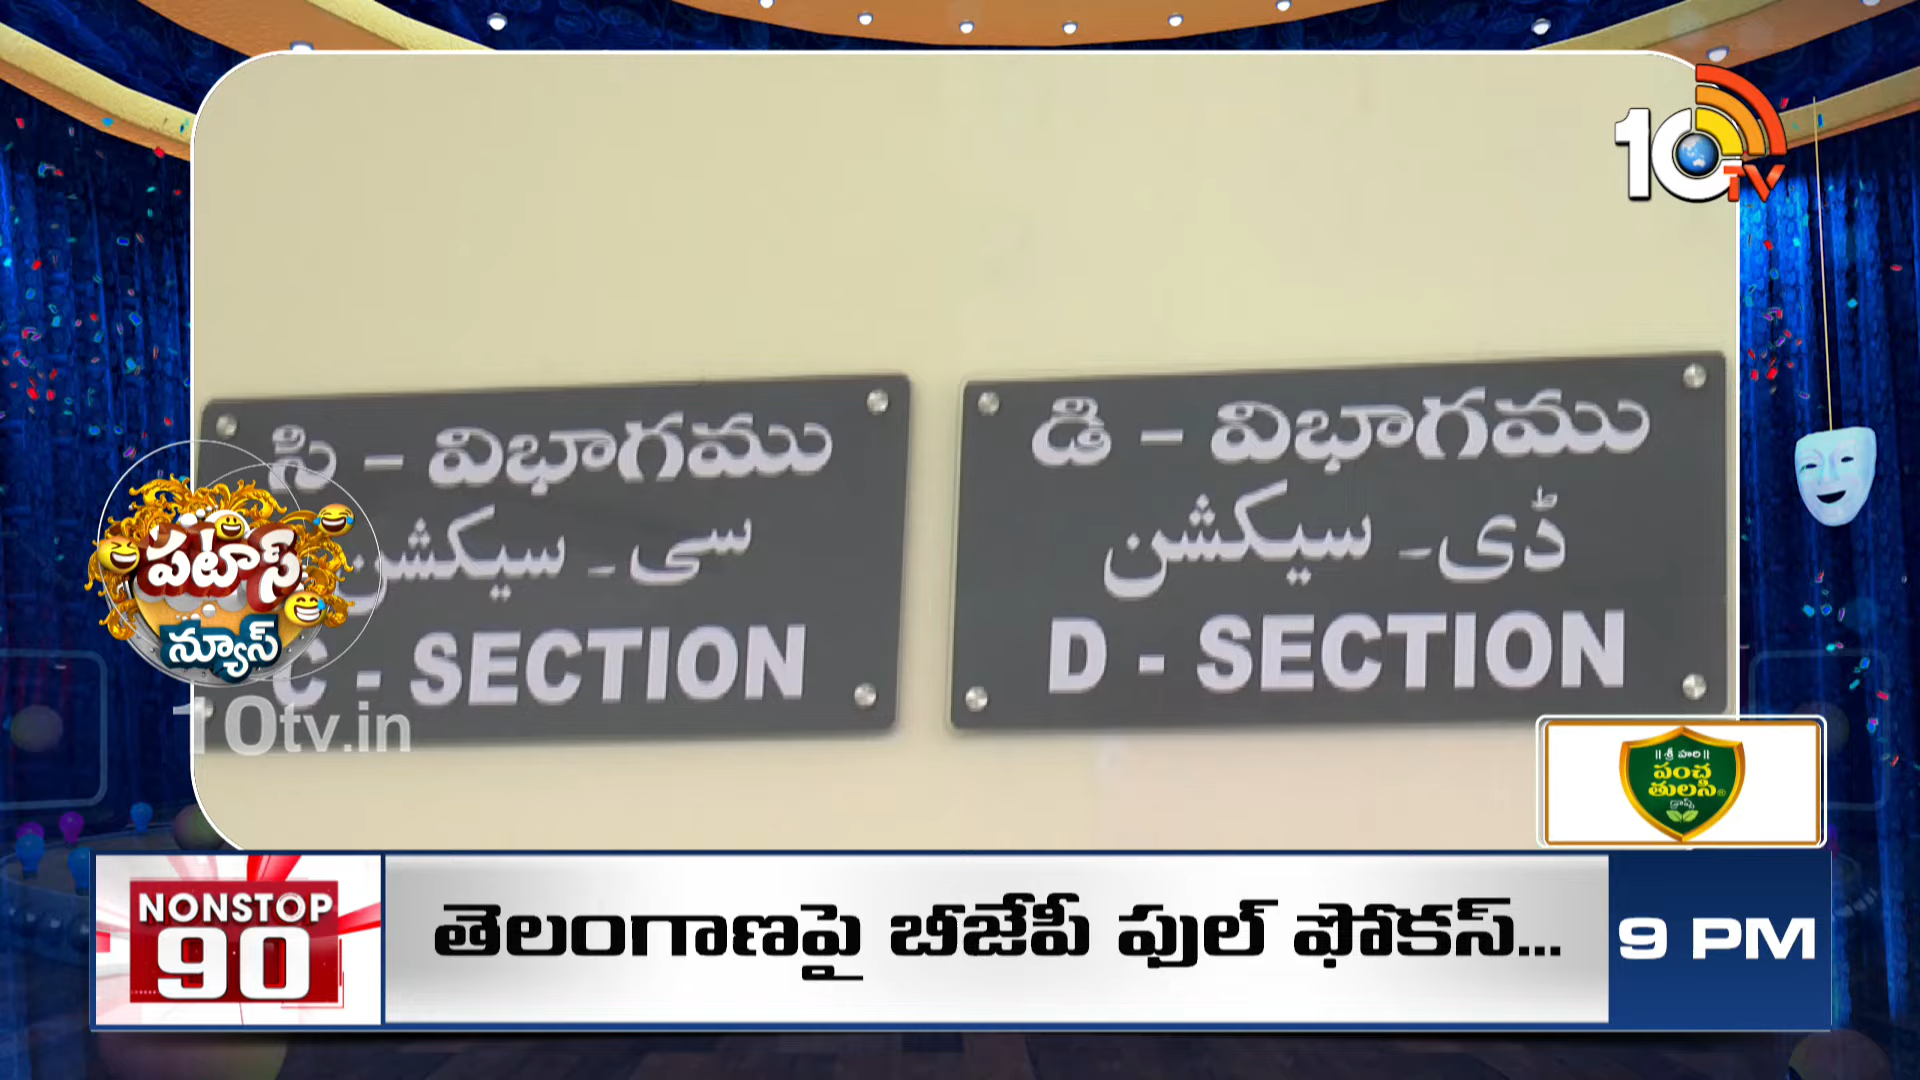 10TV
సి - విభాగము
سی - سیکشن
C - SECTION
డి - విభాగము
ڈی - سیکشن
D - SECTION
పటాస్
న్యూస్
10tv.in
॥ శ్రీ హరి ॥
పంచ
తులసి®
డ్రాప్స్
NONSTOP
90
తెలంగాణపై బీజేపీ ఫుల్ ఫోకస్...
9 PM